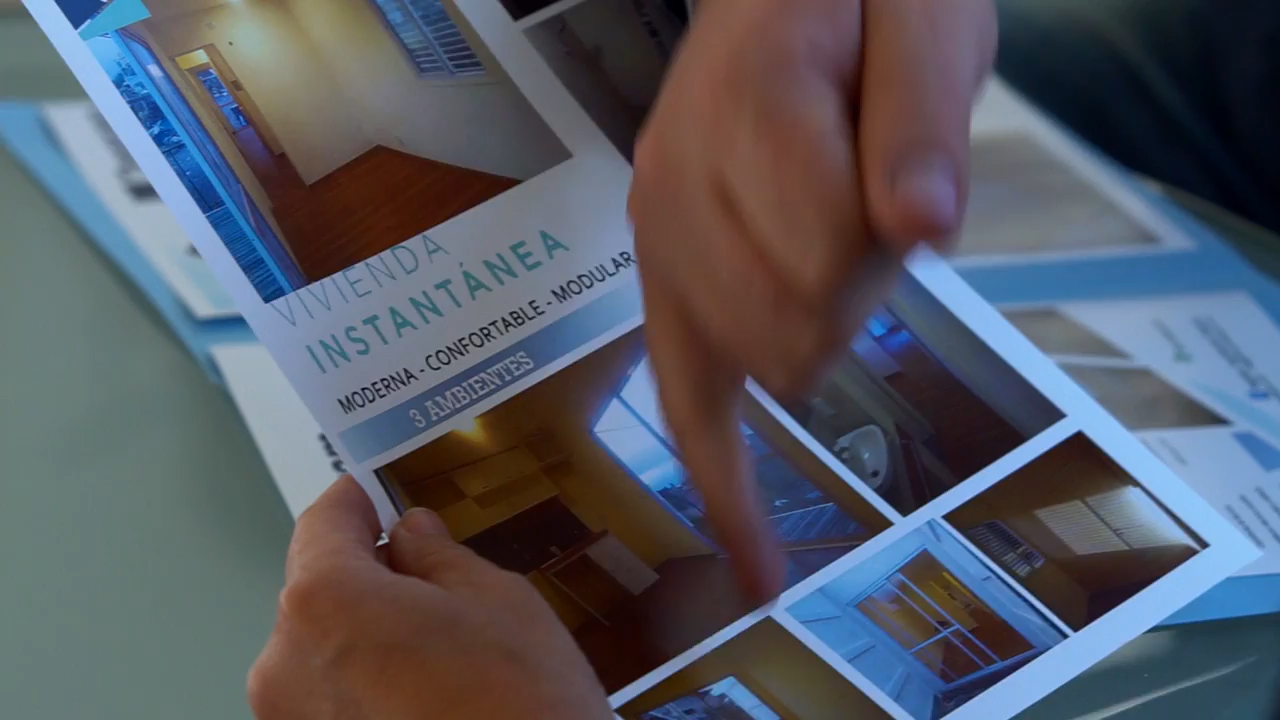 VIVIENDA
INSTANTÁNEA
MODERNA - CONFORTABLE - MODULAR
3 AMBIENTES